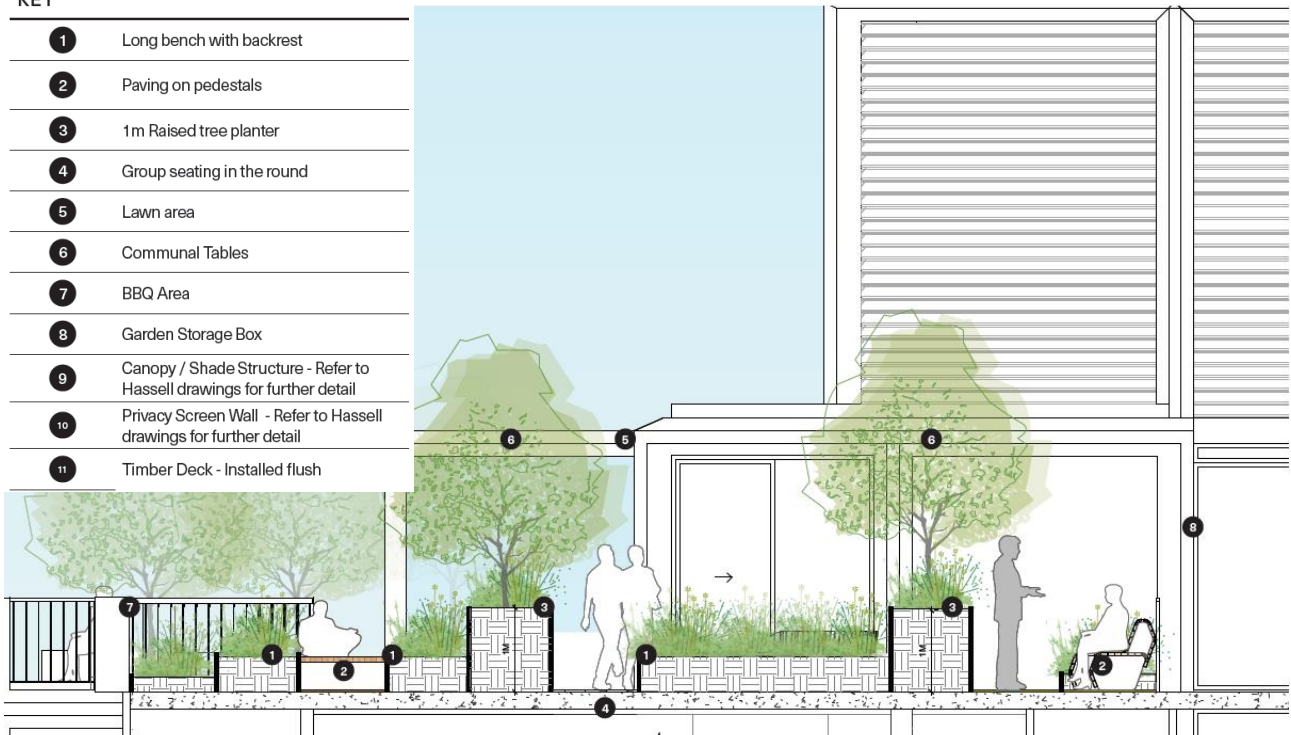 KEY
1 Long bench with backrest
2 Paving on pedestals
3 1m Raised tree planter
4 Group seating in the round
5 Lawn area
6 Communal Tables
7 BBQ Area
8 Garden Storage Box
9 Canopy / Shade Structure - Refer to
Hassell drawings for further detail
10 Privacy Screen Wall - Refer to Hassell
drawings for further detail
11 Timber Deck - Installed flush
6 5 6
8
7 3 3
1M 1M
1 1 1
2 2
4